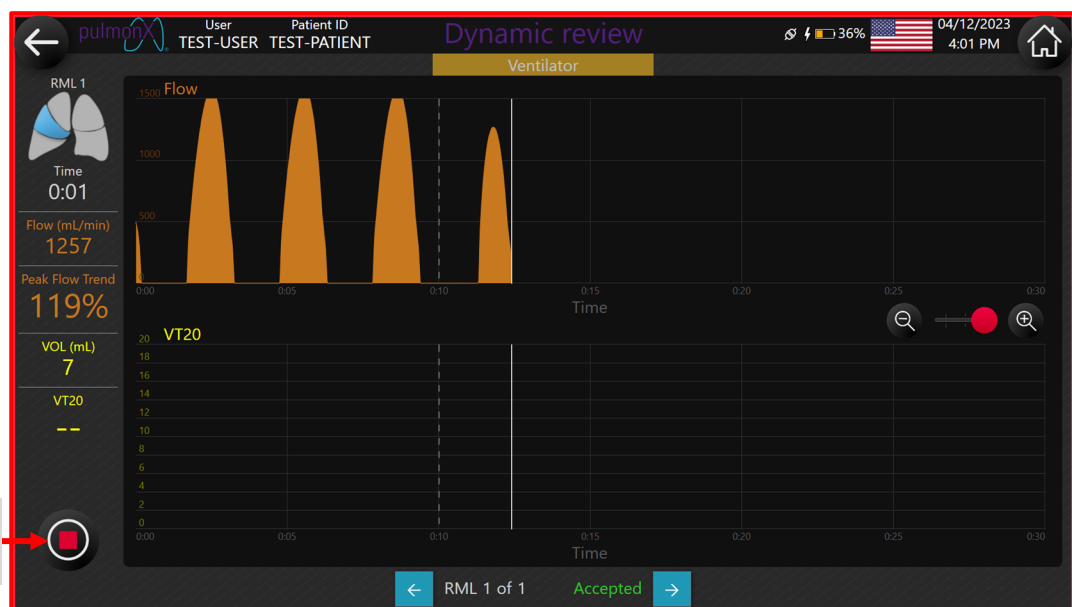 pulmonX
User
TEST-USER
Patient ID
TEST-PATIENT
Dynamic review
36%
04/12/2023
4:01 PM
Ventilator
RML 1
Time
0:01
Flow (mL/min)
1257
Peak Flow Trend
119%
VOL (mL)
7
VT20
--
Flow
1500
1000
500
0
0:00 0:05 0:10 0:15 0:20 0:25 0:30
Time
VT20
20
18
16
14
12
10
8
6
4
2
0
0:00 0:05 0:10 0:15 0:20 0:25 0:30
Time
RML 1 of 1 Accepted